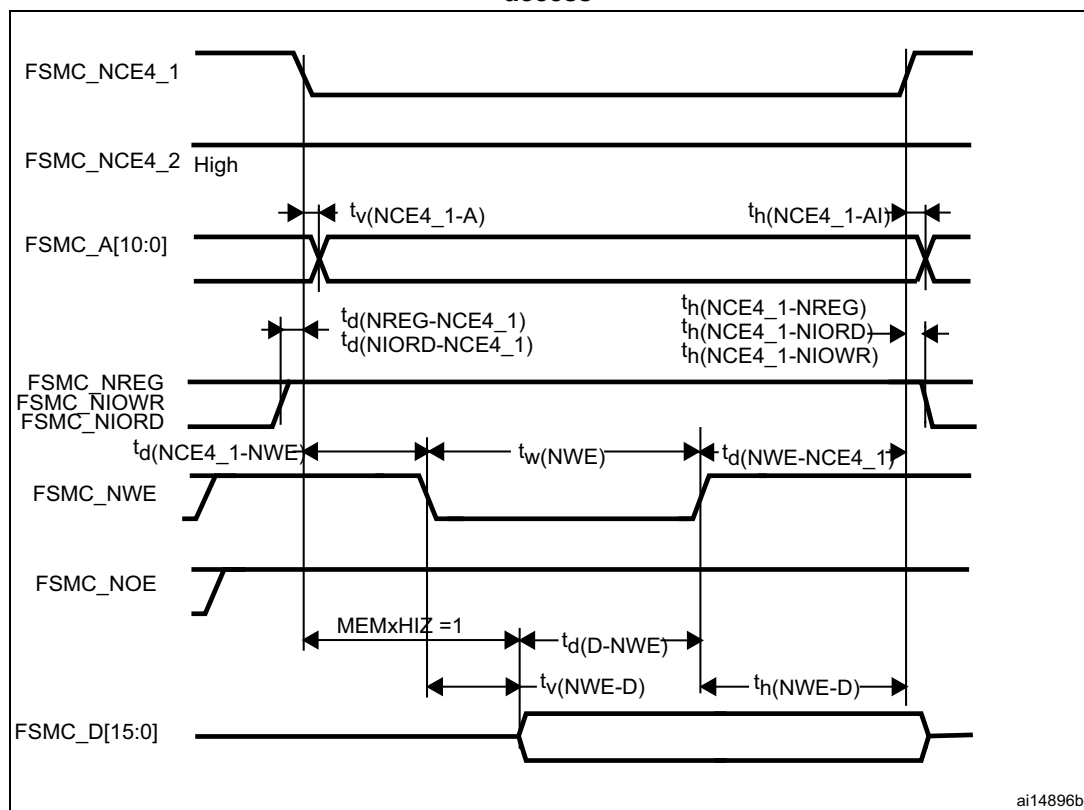 access
FSMC_NCE4_1
FSMC_NCE4_2 High
tv(NCE4_1-A)
th(NCE4_1-AI)
FSMC_A[10:0]
td(NREG-NCE4_1)
td(NIORD-NCE4_1)
th(NCE4_1-NREG)
th(NCE4_1-NIORD)
th(NCE4_1-NIOWR)
FSMC_NREG
FSMC_NIOWR
FSMC_NIORD
td(NCE4_1-NWE)
tw(NWE)
td(NWE-NCE4_1)
FSMC_NWE
FSMC_NOE
MEMxHIZ =1
td(D-NWE)
tv(NWE-D)
th(NWE-D)
FSMC_D[15:0]
ai14896b